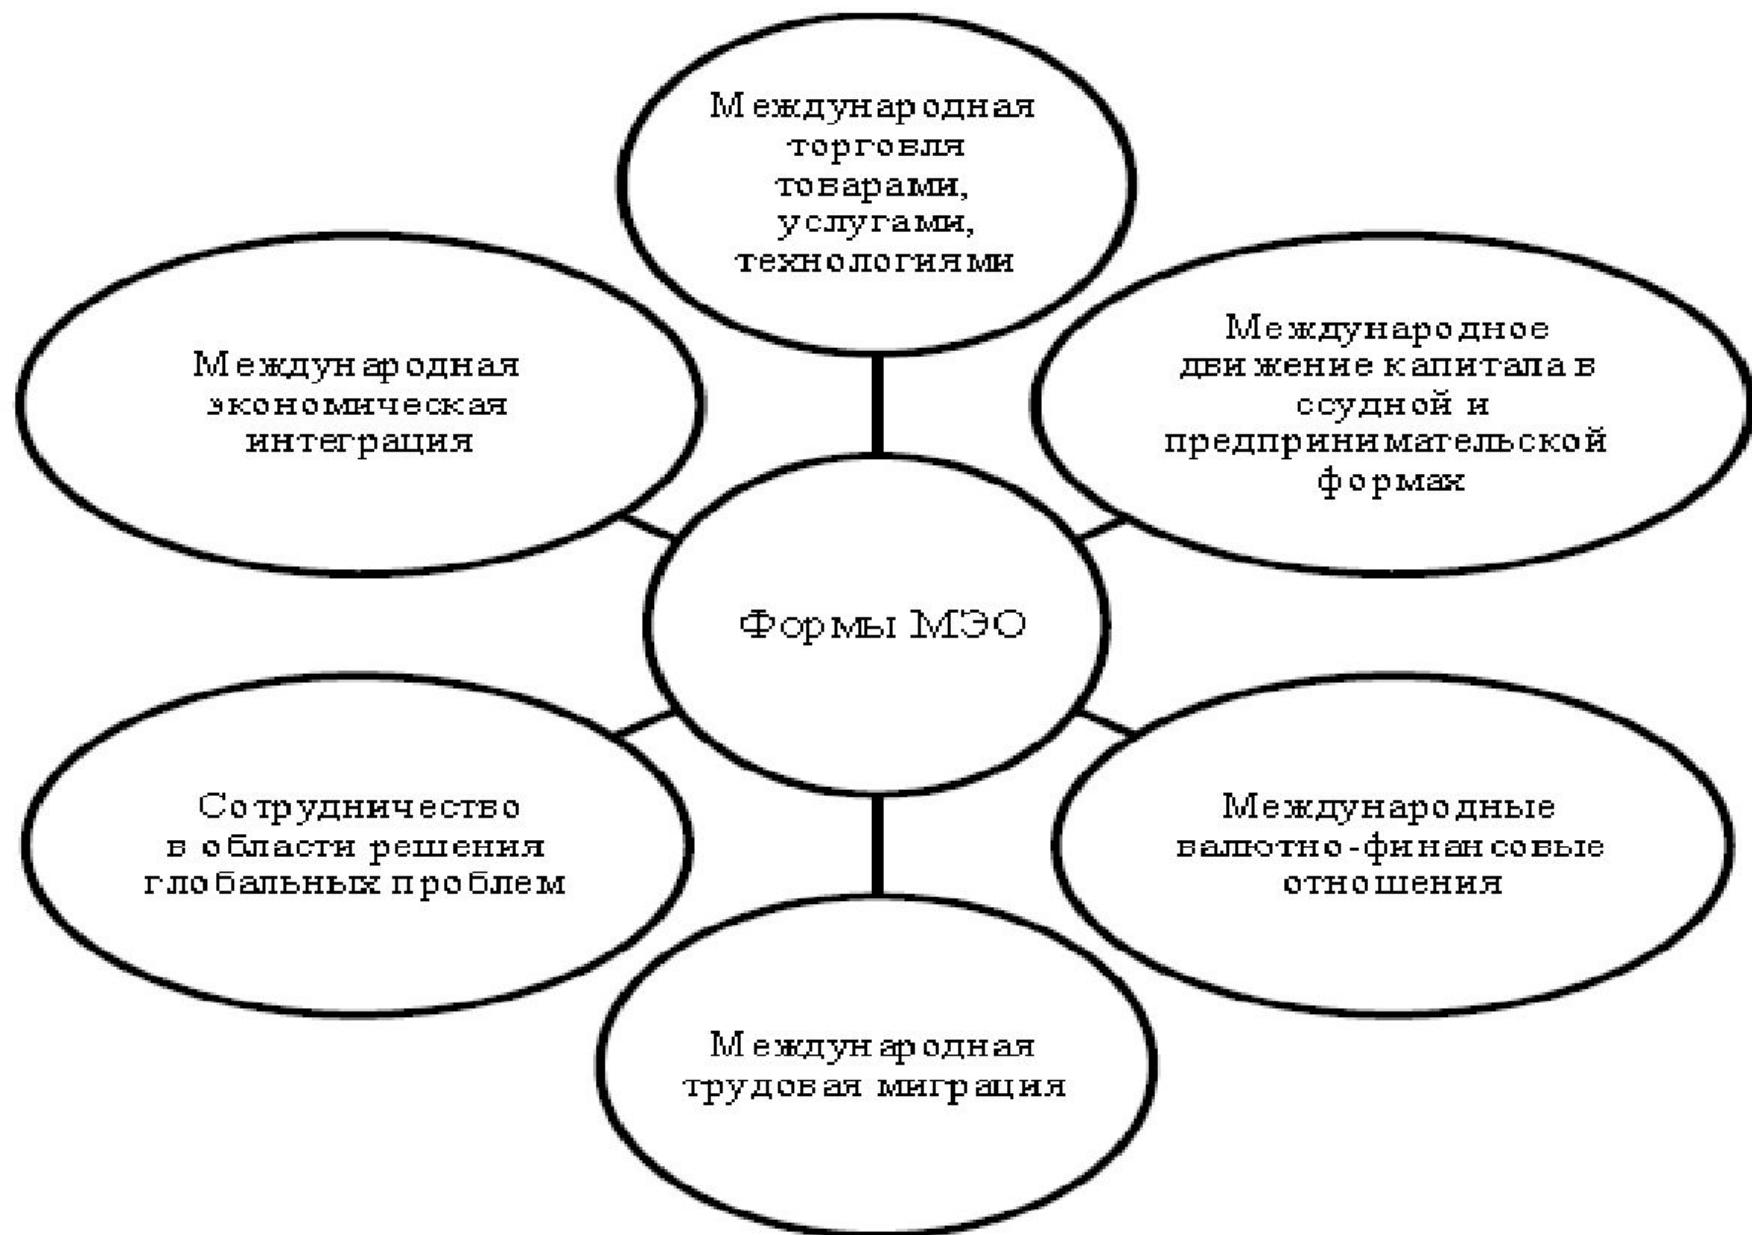 Международная
торговля
товарами,
услугами,
технологиями
Международная
экономическая
интеграция
Международное
движение капитала в
ссудной и
предпринимательской
формах
Формы МЭО
Сотрудничество
в области решения
глобальных проблем
Международные
валютно-финансовые
отношения
Международная
трудовая миграция